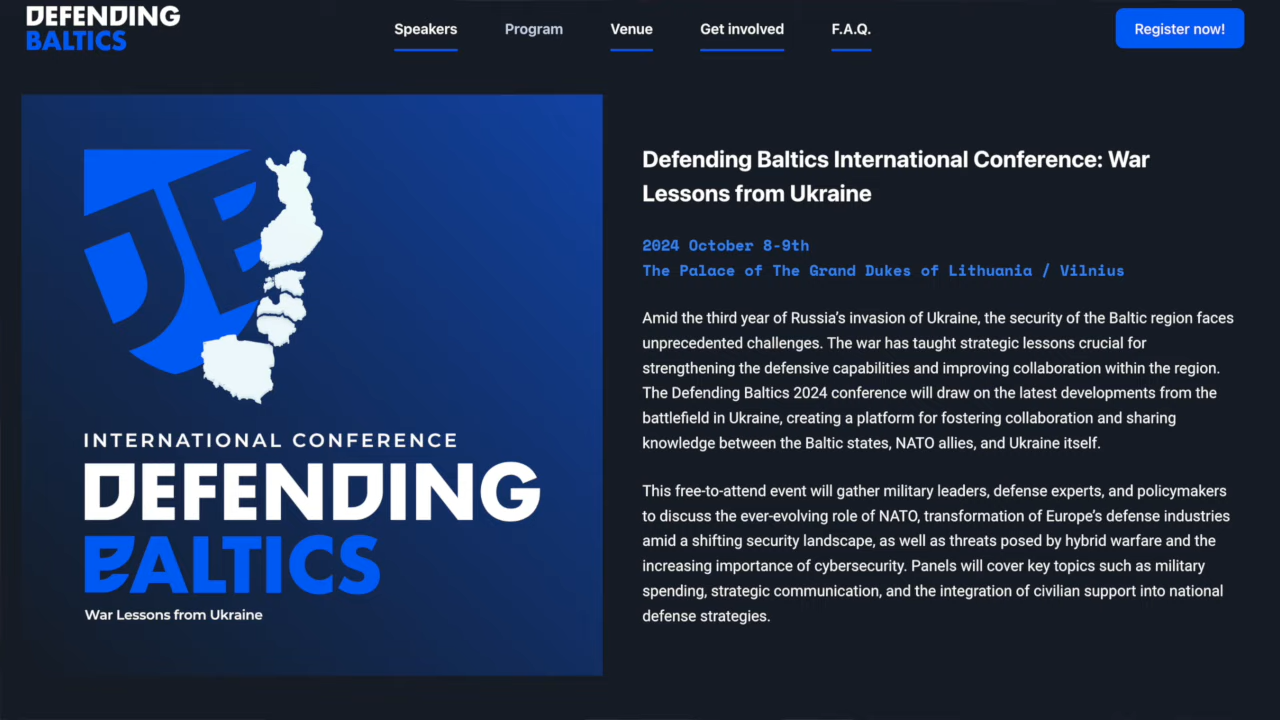 DEFENDING
BALTICS
Speakers
Program
Venue
Get involved
F.A.Q.
Register now!
DB
INTERNATIONAL CONFERENCE
DEFENDING
BALTICS
War Lessons from Ukraine
Defending Baltics International Conference: War
Lessons from Ukraine
2024 October 8-9th
The Palace of The Grand Dukes of Lithuania / Vilnius
Amid the third year of Russia’s invasion of Ukraine, the security of the Baltic region faces
unprecedented challenges. The war has taught strategic lessons crucial for
strengthening the defensive capabilities and improving collaboration within the region.
The Defending Baltics 2024 conference will draw on the latest developments from the
battlefield in Ukraine, creating a platform for fostering collaboration and sharing
knowledge between the Baltic states, NATO allies, and Ukraine itself.
This free-to-attend event will gather military leaders, defense experts, and policymakers
to discuss the ever-evolving role of NATO, transformation of Europe’s defense industries
amid a shifting security landscape, as well as threats posed by hybrid warfare and the
increasing importance of cybersecurity. Panels will cover key topics such as military
spending, strategic communication, and the integration of civilian support into national
defense strategies.